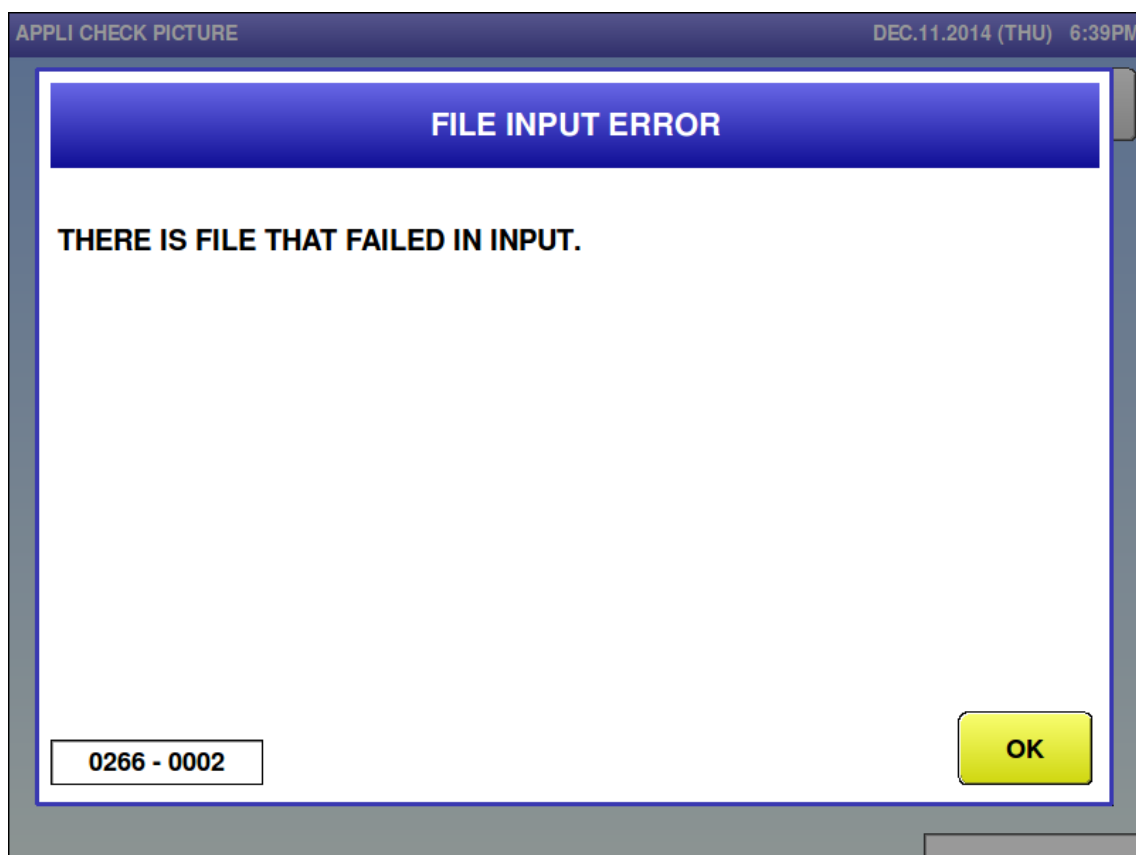 APPLI CHECK PICTURE DEC.11.2014 (THU) 6:39PM
FILE INPUT ERROR
THERE IS FILE THAT FAILED IN INPUT.
0266 - 0002
OK